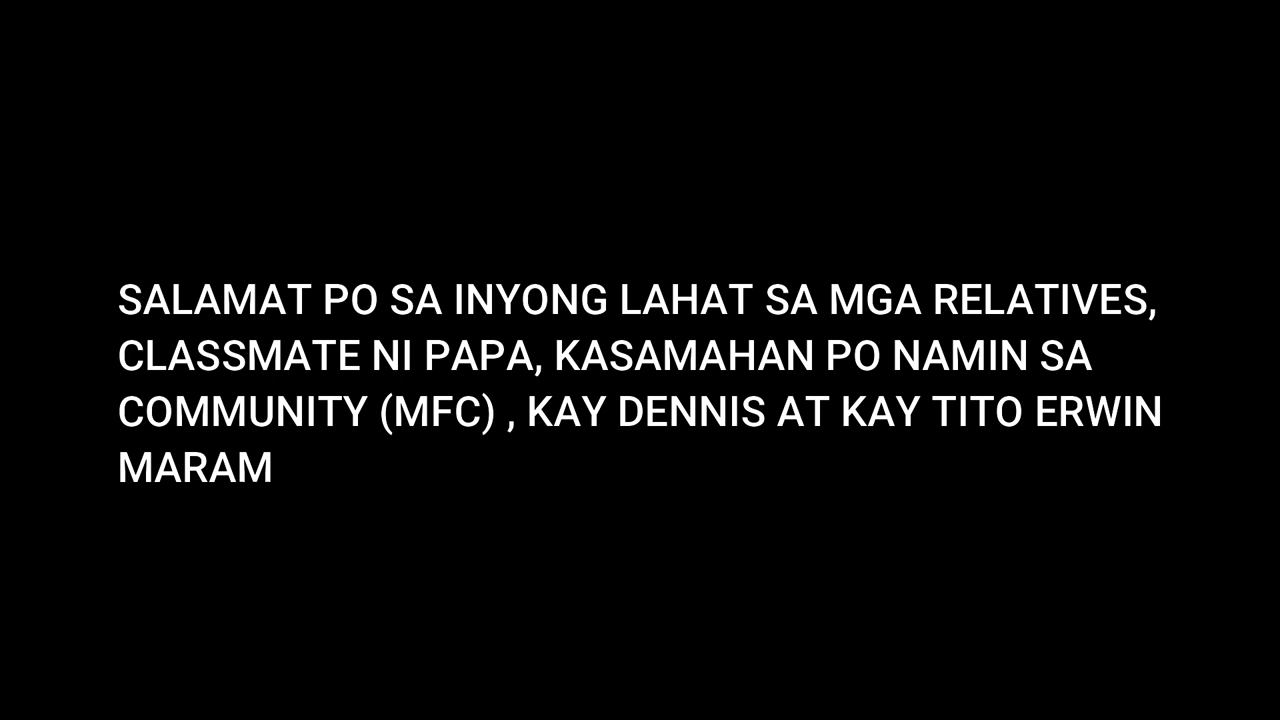 SALAMAT PO SA INYONG LAHAT SA MGA RELATIVES,
CLASSMATE NI PAPA, KASAMAHAN PO NAMIN SA
COMMUNITY (MFC) , KAY DENNIS AT KAY TITO ERWIN
MARAM